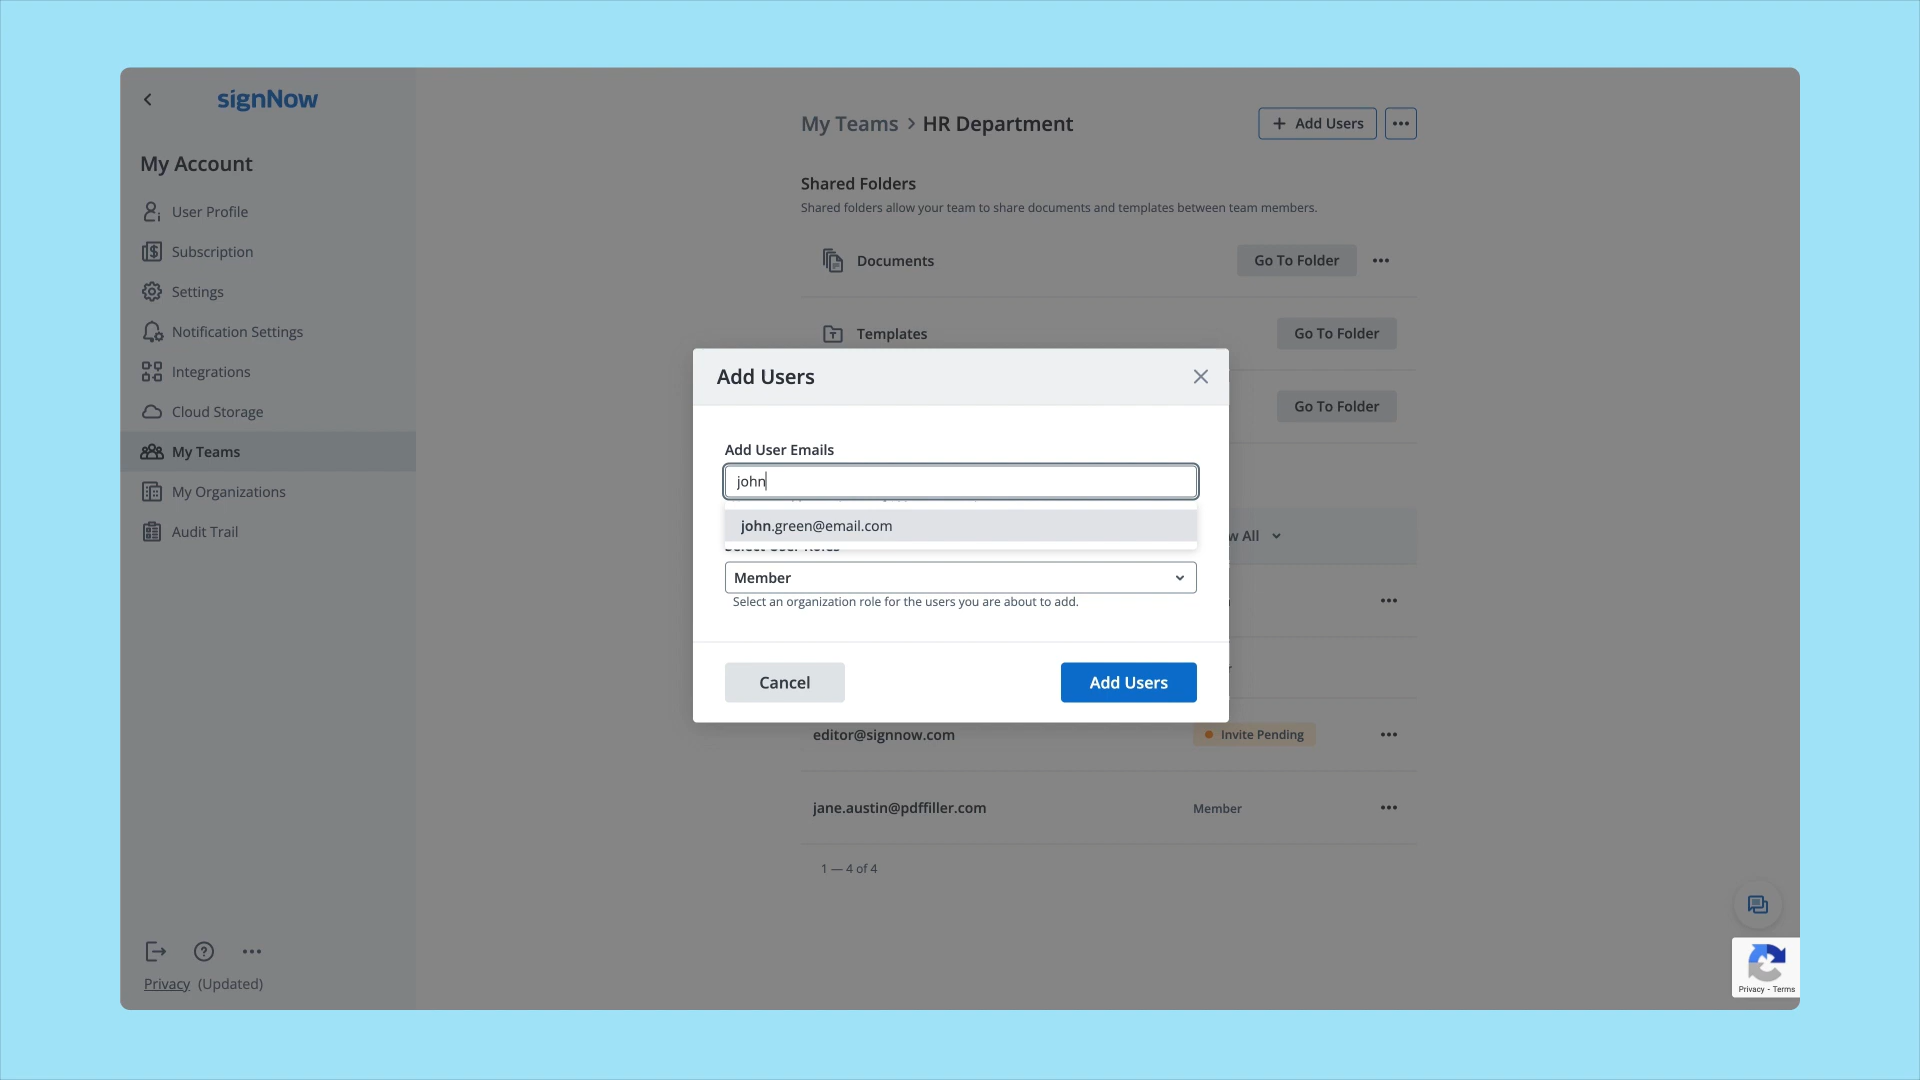 signNow
My Account
User Profile
Subscription
Settings
Notification Settings
Integrations
Cloud Storage
My Teams
My Organizations
Audit Trail
Privacy (Updated)
My Teams > HR Department
+ Add Users
Shared Folders
Shared folders allow your team to share documents and templates between team members.
Documents
Go To Folder
Templates
Go To Folder
Go To Folder
Add Users
Add User Emails
john
john.green@email.com
Select User Roles
Member
Select an organization role for the users you are about to add.
Cancel
Add Users
All
editor@signnow.com
Invite Pending
jane.austin@pdffiller.com
Member
1 — 4 of 4
Privacy - Terms